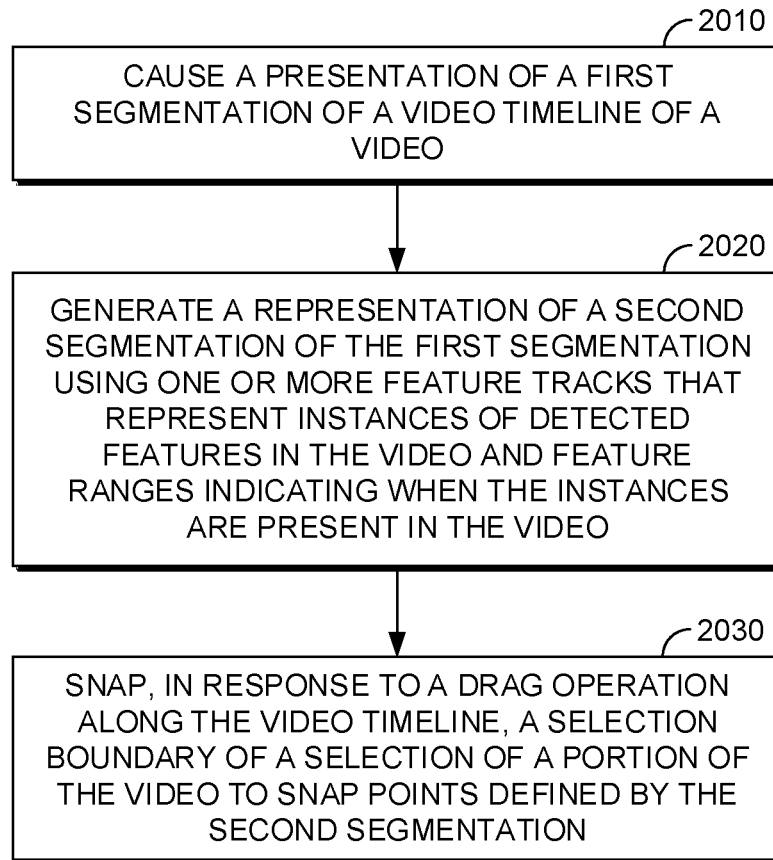 2010
CAUSE A PRESENTATION OF A FIRST
SEGMENTATION OF A VIDEO TIMELINE OF A
VIDEO
2020
GENERATE A REPRESENTATION OF A SECOND
SEGMENTATION OF THE FIRST SEGMENTATION
USING ONE OR MORE FEATURE TRACKS THAT
REPRESENT INSTANCES OF DETECTED
FEATURES IN THE VIDEO AND FEATURE
RANGES INDICATING WHEN THE INSTANCES
ARE PRESENT IN THE VIDEO
2030
SNAP, IN RESPONSE TO A DRAG OPERATION
ALONG THE VIDEO TIMELINE, A SELECTION
BOUNDARY OF A SELECTION OF A PORTION OF
THE VIDEO TO SNAP POINTS DEFINED BY THE
SECOND SEGMENTATION